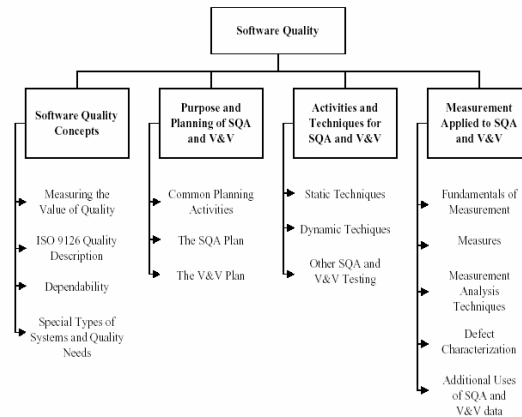 Software Quality
Software Quality
Concepts
Measuring the
Value of Quality
ISO 9126 Quality
Description
Dependability
Special Types of
Systems and Quality
Needs
Purpose and
Planning of SQA
and V&V
Common Planning
Activities
The SQA Plan
The V&V Plan
Activities and
Techniques for
SQA and V&V
Static Techniques
Dynamic Techiques
Other SQA and
V&V Testing
Measurement
Applied to SQA
and V&V
Fundamentals of
Measurement
Measures
Measurement
Analysis
Techniques
Defect
Characterization
Additional Uses
of SQA and
V&V data